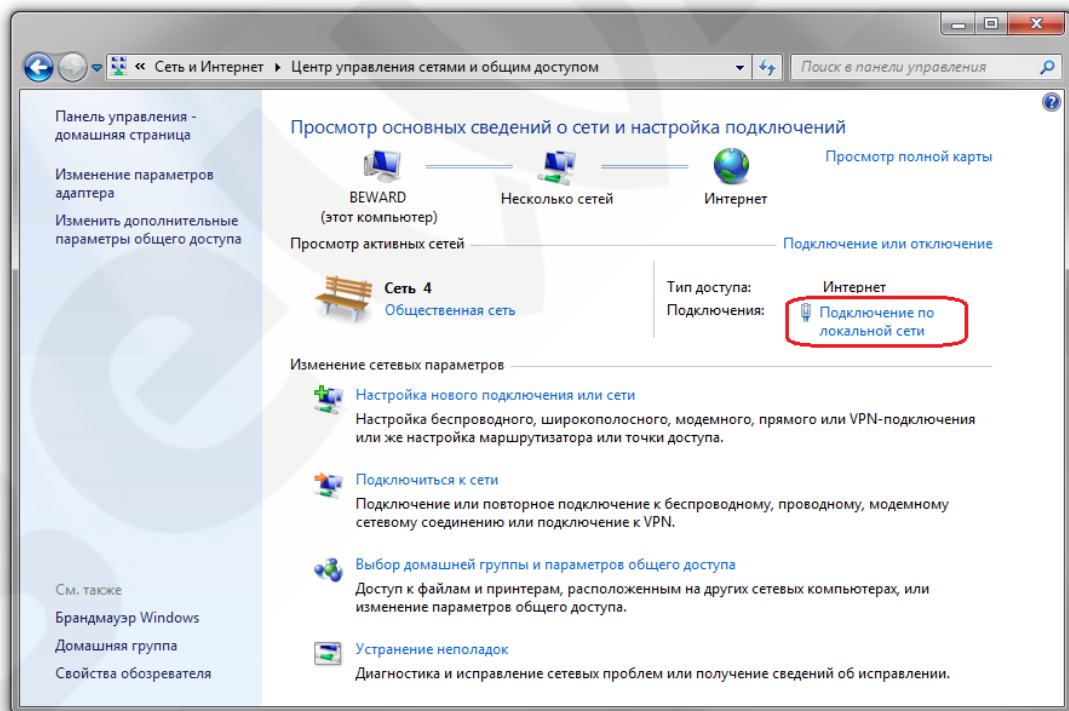 « Сеть и Интернет ▸ Центр управления сетями и общим доступом
Поиск в панели управления
Панель управления -
домашняя страница
Изменение параметров
адаптера
Изменить дополнительные
параметры общего доступа
См. также
Брандмауэр Windows
Домашняя группа
Свойства обозревателя
Просмотр основных сведений о сети и настройка подключений
Просмотр полной карты
BEWARD
(этот компьютер)
Несколько сетей
Интернет
Просмотр активных сетей
Подключение или отключение
Сеть 4
Общественная сеть
Тип доступа: Интернет
Подключения: Подключение по
локальной сети
Изменение сетевых параметров
Настройка нового подключения или сети
Настройка беспроводного, широкополосного, модемного, прямого или VPN-подключения
или же настройка маршрутизатора или точки доступа.
Подключиться к сети
Подключение или повторное подключение к беспроводному, проводному, модемному
сетевому соединению или подключение к VPN.
Выбор домашней группы и параметров общего доступа
Доступ к файлам и принтерам, расположенным на других сетевых компьютерах, или
изменение параметров общего доступа.
Устранение неполадок
Диагностика и исправление сетевых проблем или получение сведений об исправлении.